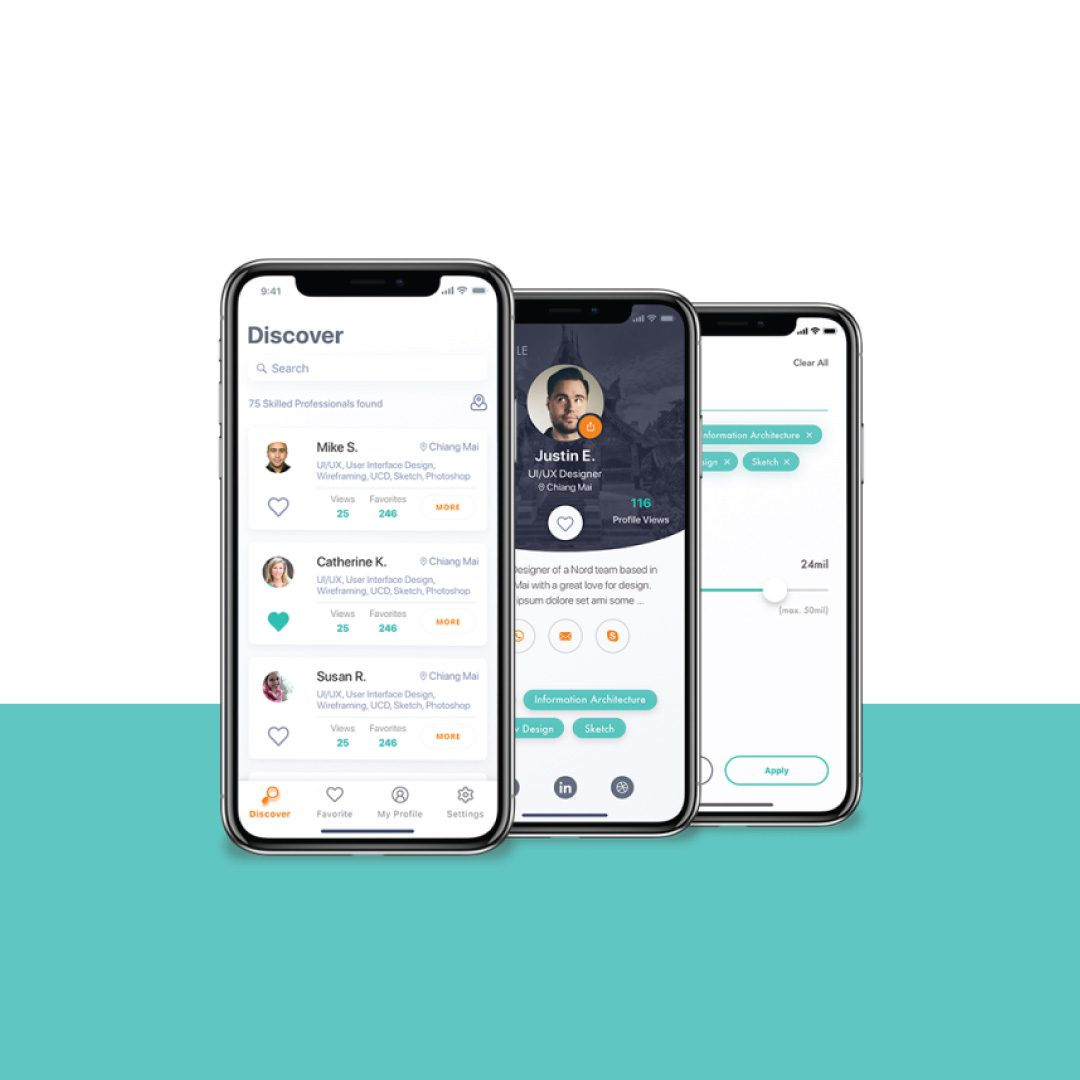 9:41
Discover
Search
75 Skilled Professionals found
Mike S.
Chiang Mai
UI/UX, User Interface Design,
Wireframing, UCD, Sketch, Photoshop
Views
Favorites
25
246
MORE
Catherine K.
Chiang Mai
UI/UX, User Interface Design,
Wireframing, UCD, Sketch, Photoshop
Views
Favorites
25
246
MORE
Susan R.
Chiang Mai
UI/UX, User Interface Design,
Wireframing, UCD, Sketch, Photoshop
Views
Favorites
25
246
MORE
Discover
Favorite
My Profile
Settings
Justin E.
UI/UX Designer
Chiang Mai
116
Profile Views
esigner of a Nord team based in
Mai with a great love for design.
ipsum dolore set ami some ...
Information Architecture
Design
Sketch
in
Clear All
nformation Architecture ×
ign ×
Sketch ×
24mil
(max. 50mil)
Apply